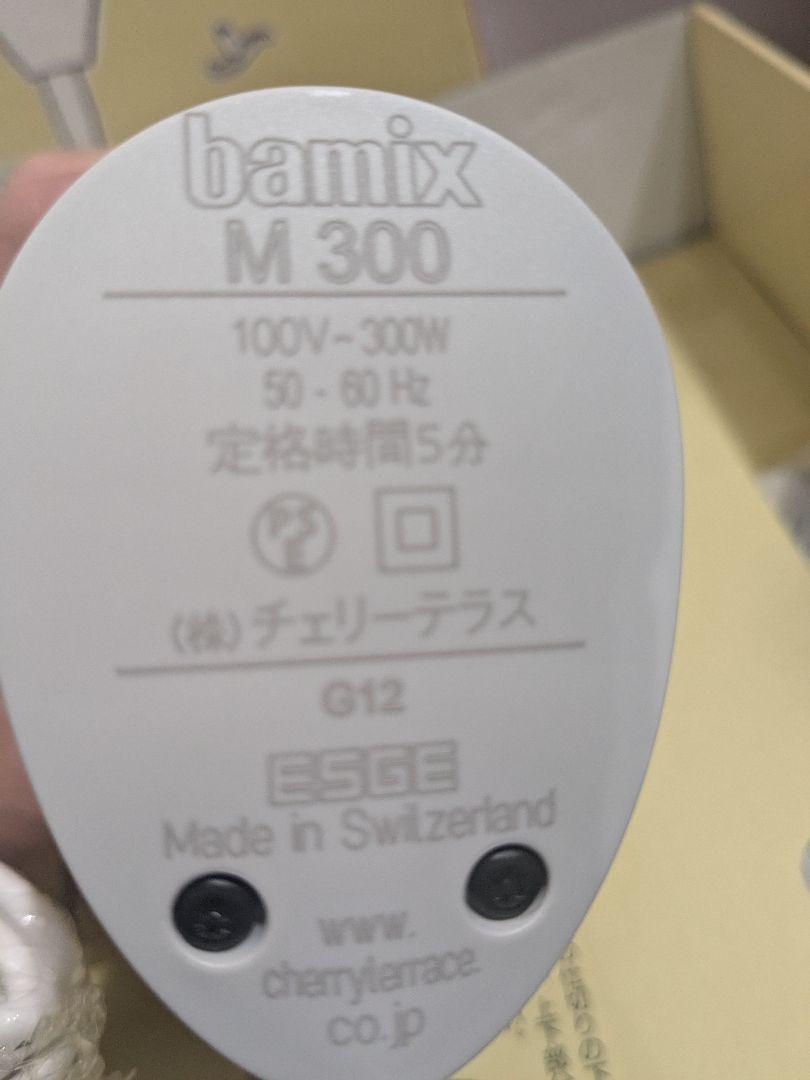 bamix
M 300
100V~300W
50 - 60 Hz
定格時間5分
PS
E
(株)チェリーテラス
G12
ESGE
Made in Switzerland
www.
cherryterrace.
co.jp